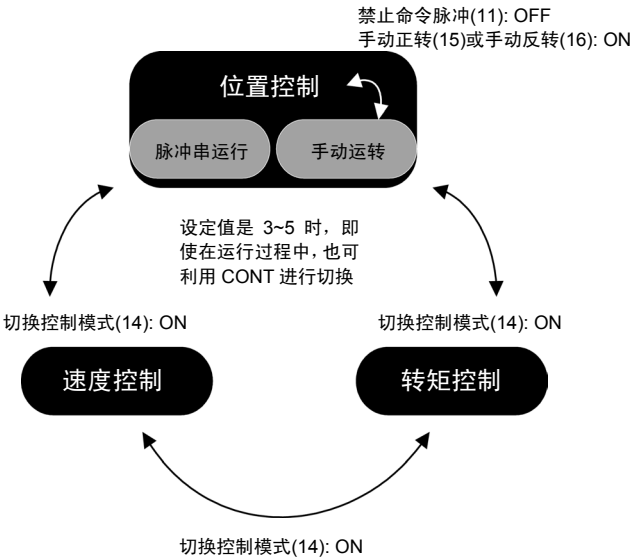 禁止命令脉冲(11): OFF
手动正转(15)或手动反转(16): ON
位置控制
脉冲串运行
手动运转
设定值是 3~5 时，即
使在运行过程中，也可
利用 CONT 进行切换
切换控制模式(14): ON
切换控制模式(14): ON
速度控制
转矩控制
切换控制模式(14): ON